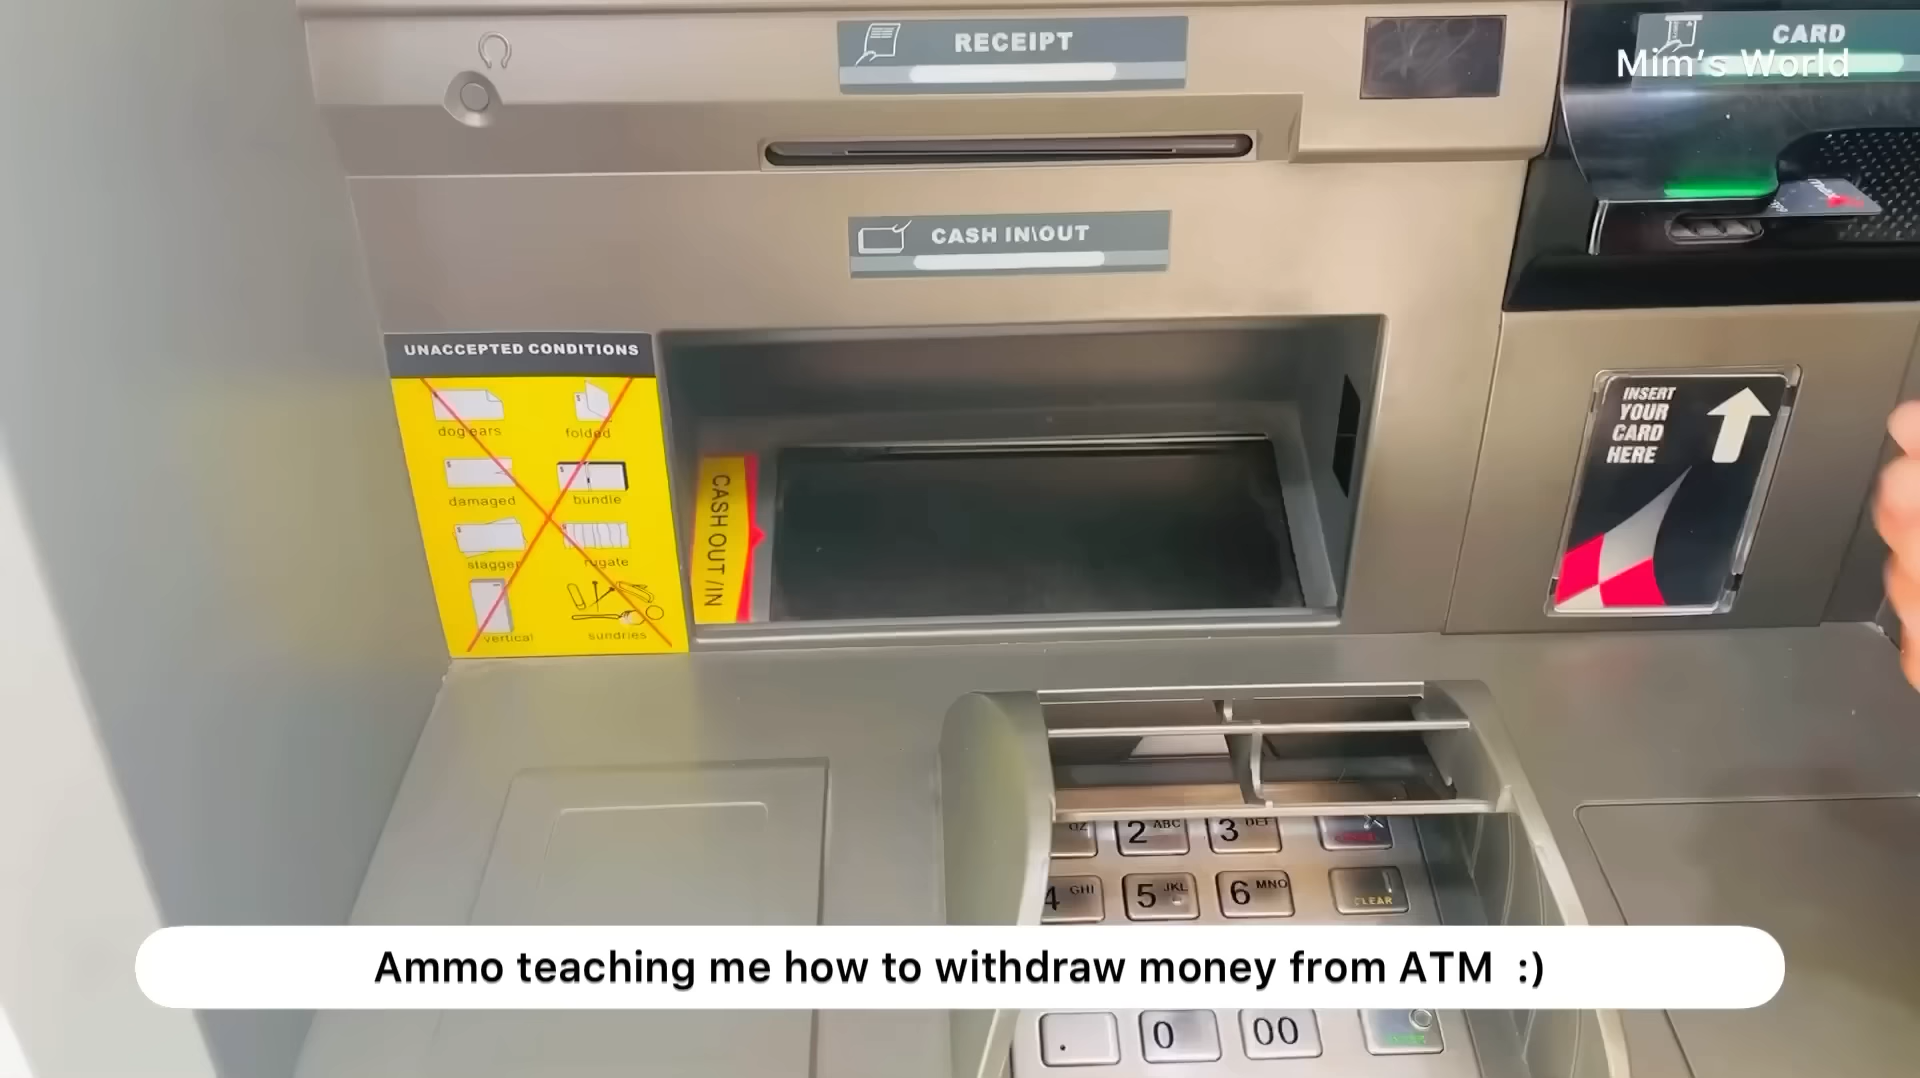 RECEIPT
CARD
Mim's World
CASH IN\OUT
UNACCEPTED CONDITIONS
dog ears
folded
damaged
bundle
stagger
rugate
vertical
sundries
CASH OUT/IN
INSERT
YOUR
CARD
HERE
2 ABC
3 DEF
4 GHI
5 JKL
6 MNO
CLEAR
Ammo teaching me how to withdraw money from ATM :)
.
0
00